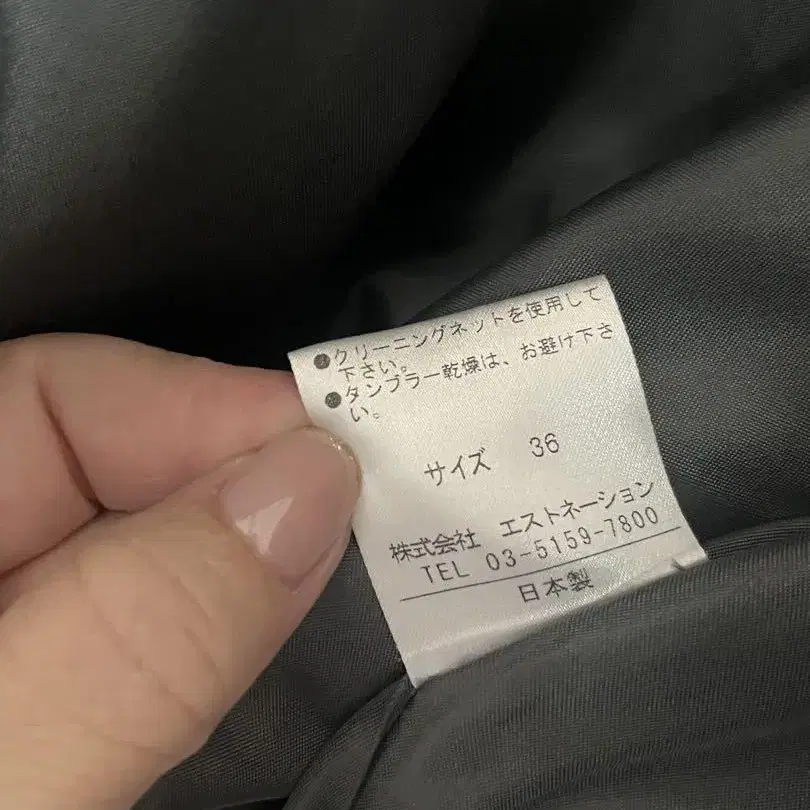 ●クリーニングネットを使用して
下さい。
●タンブラー乾燥は、お避け下さ
い。
サイズ 36
株式会社 エストネーション
TEL 03-5159-7800
日本製